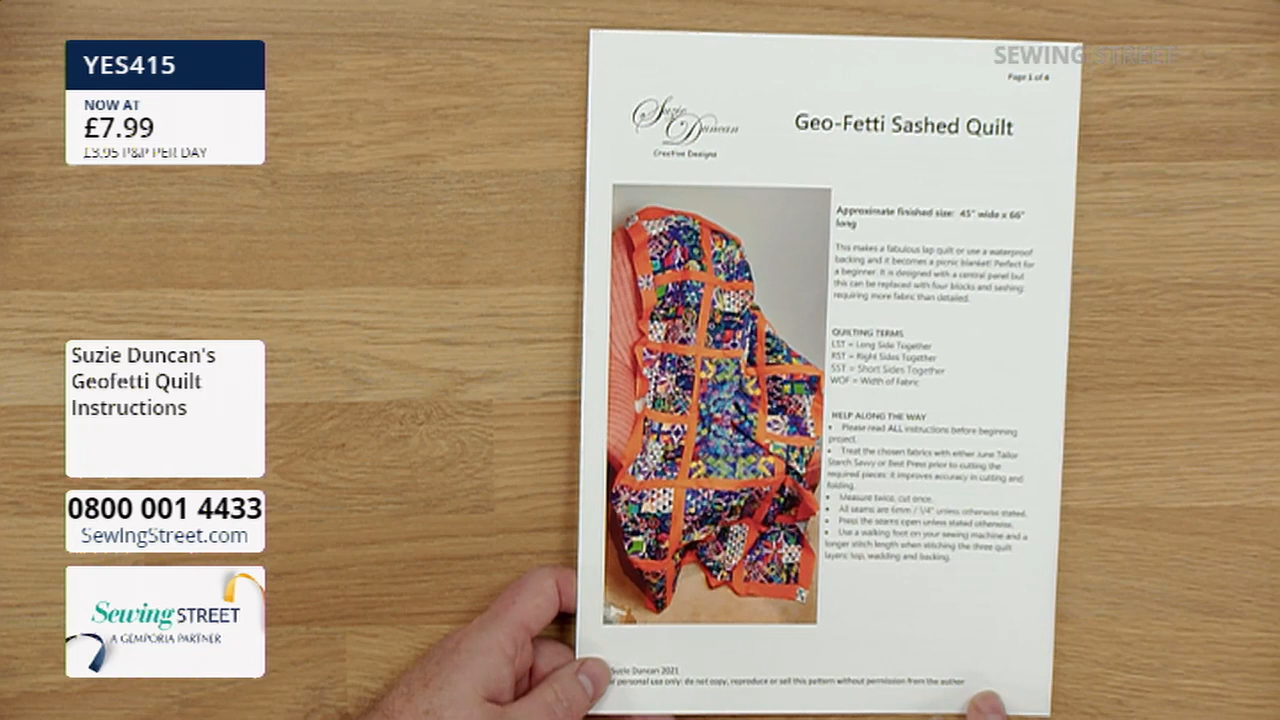 YES415
NOW AT
£7.99
£3.95 P&P PER DAY
Suzie Duncan's
Geofetti Quilt
Instructions
0800 001 4433
SewIngStreet.com
Sewing STREET
A GEMPORIA PARTNER
SEWING STREET
Page 1 of 4
Suzie
Duncan
Creative Designs
Geo-Fetti Sashed Quilt
Approximate finished size: 45" wide x 66"
long
This makes a fabulous lap quilt or use a waterproof
backing and it becomes a picnic blanket! Perfect for
a beginner. It is designed with a central panel but
this can be replaced with four blocks and sashing:
requiring more fabric than detailed.
QUILTING TERMS
LST = Long Side Together
RST = Right Sides Together
SST = Short Sides Together
WOF = Width of Fabric
HELP ALONG THE WAY
• Please read ALL instructions before beginning
project.
• Treat the chosen fabrics with either June Tailor
Starch Savvy or Best Press prior to cutting the
required pieces: it improves accuracy in cutting and
folding.
• Measure twice, cut once.
• All seams are 6mm / 1/4" unless otherwise stated.
• Press the seams open unless stated otherwise.
• Use a walking foot on your sewing machine and a
longer stitch length when stitching the three quilt
layers: top, wadding and backing.
Suzie Duncan 2021
r personal use only: do not copy, reproduce or sell this pattern without permission from the author